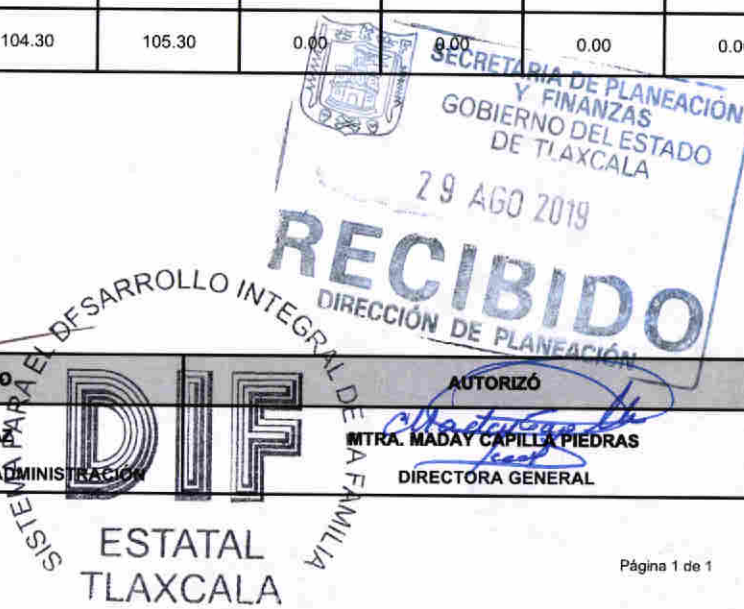 104.30 105.30 0.00 0.00 0.00 0.0
SECRETARIA DE PLANEACIÓN
Y FINANZAS
GOBIERNO DEL ESTADO
DE TLAXCALA
29 AGO 2019
RECIBIDO
DIRECCIÓN DE PLANEACIÓN
SISTEMA PARA EL DESARROLLO INTEGRAL DE LA FAMILIA
DIF
ESTATAL
TLAXCALA
O
AUTORIZÓ
MTRA. MADAY CAPILLA PIEDRAS
ADMINISTRACIÓN
DIRECTORA GENERAL
Página 1 de 1